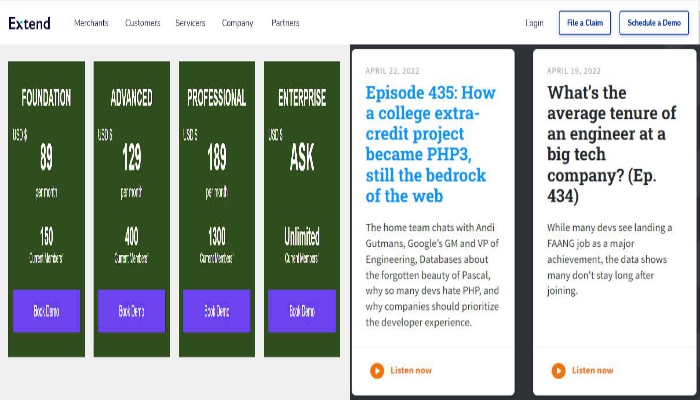 Extend
Merchants Customers Servicers Company Partners
Login File a Claim Schedule a Demo
FOUNDATION
USD $
89
per month
150
Current Members'
Book Demo
ADVANCED
USD $
129
per month
400
Current Members'
Book Demo
PROFESSIONAL
USD $
189
per month
1300
Current Members'
Book Demo
ENTERPRISE
USD $
ASK
Unlimited
Current Members'
Book Demo
APRIL 22, 2022
Episode 435: How
a college extra-
credit project
became PHP3,
still the bedrock
of the web
The home team chats with Andi
Gutmans, Google's GM and VP of
Engineering, Databases about
the forgotten beauty of Pascal,
why so many devs hate PHP, and
why companies should prioritize
the developer experience.
Listen now
APRIL 19, 2022
What's the
average tenure of
an engineer at a
big tech
company? (Ep.
434)
While many devs see landing a
FAANG job as a major
achievement, the data shows
many don't stay long after
joining.
Listen now